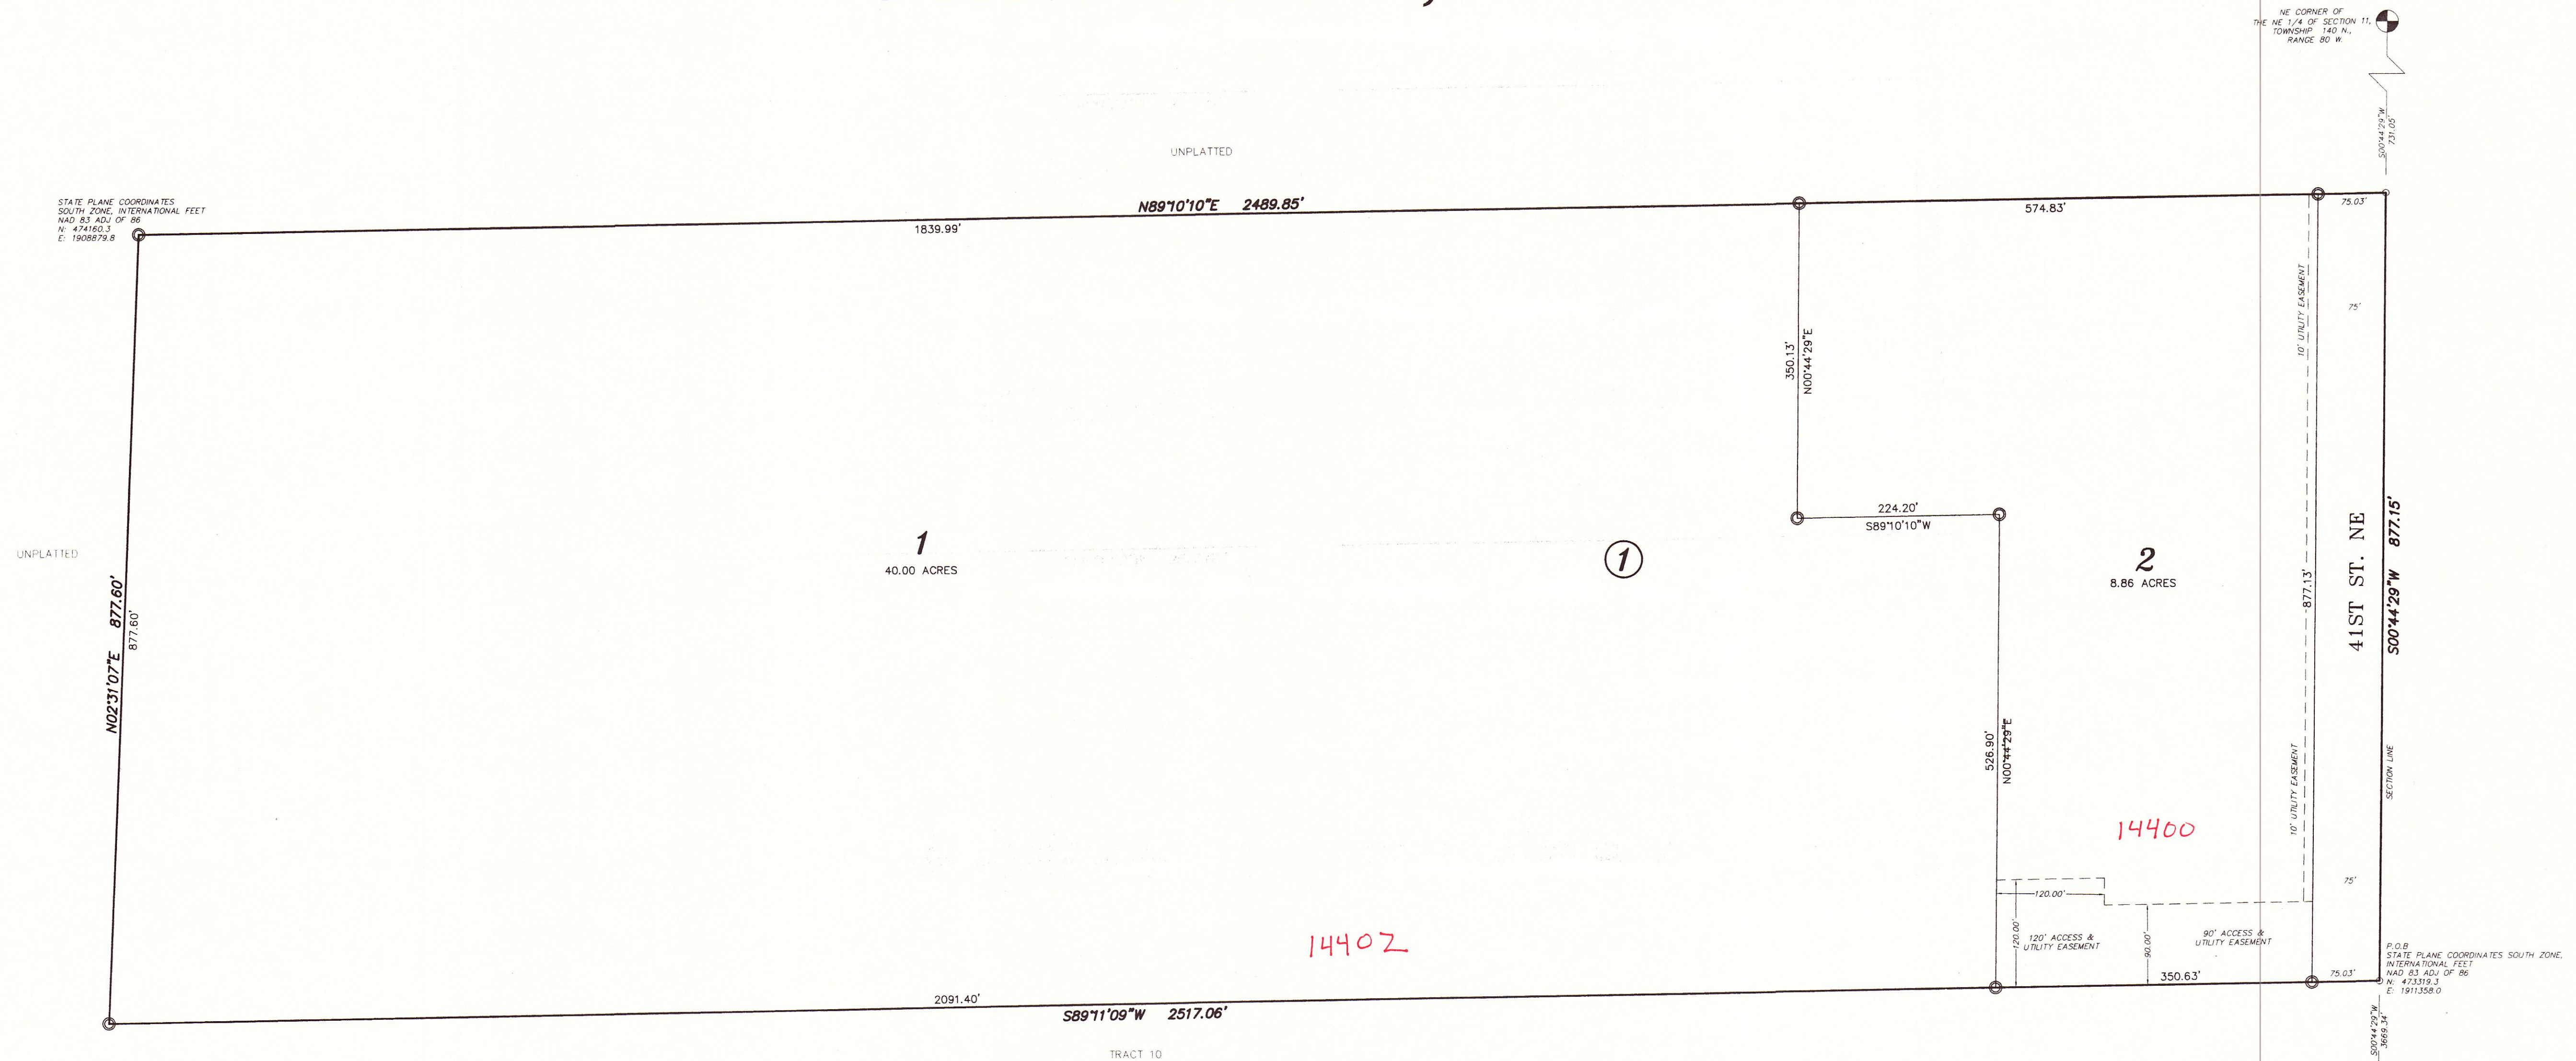 NE CORNER OF
THE NE 1/4 OF SECTION 11,
TOWNSHIP 140 N.,
RANGE 80 W.
S00°44'29"W
731.05'
UNPLATTED
STATE PLANE COORDINATES
SOUTH ZONE, INTERNATIONAL FEET
NAD 83 ADJ OF 86
N: 474160.3
E: 1908879.8
N89°10'10"E 2489.85'
1839.99'
574.83'
75.03'
10' UTILITY EASEMENT
75'
350.13'
N00°44'29"E
224.20'
S89°10'10"W
UNPLATTED
1
40.00 ACRES
1
2
8.86 ACRES
877.13'
41ST ST. NE
S00°44'29"W 877.15'
N02°31'07"E 877.60'
877.60'
526.90'
N00°44'29"E
10' UTILITY EASEMENT
SECTION LINE
14400
75'
120.00'
120.00'
120' ACCESS &
UTILITY EASEMENT
90.00'
90' ACCESS &
UTILITY EASEMENT
14402
P.O.B
STATE PLANE COORDINATES SOUTH ZONE,
INTERNATIONAL FEET
NAD 83 ADJ OF 86
N: 473319.3
E: 1911358.0
350.63'
75.03'
2091.40'
S89°11'09"W 2517.06'
S00°44'29"W
3669.34'
TRACT 10